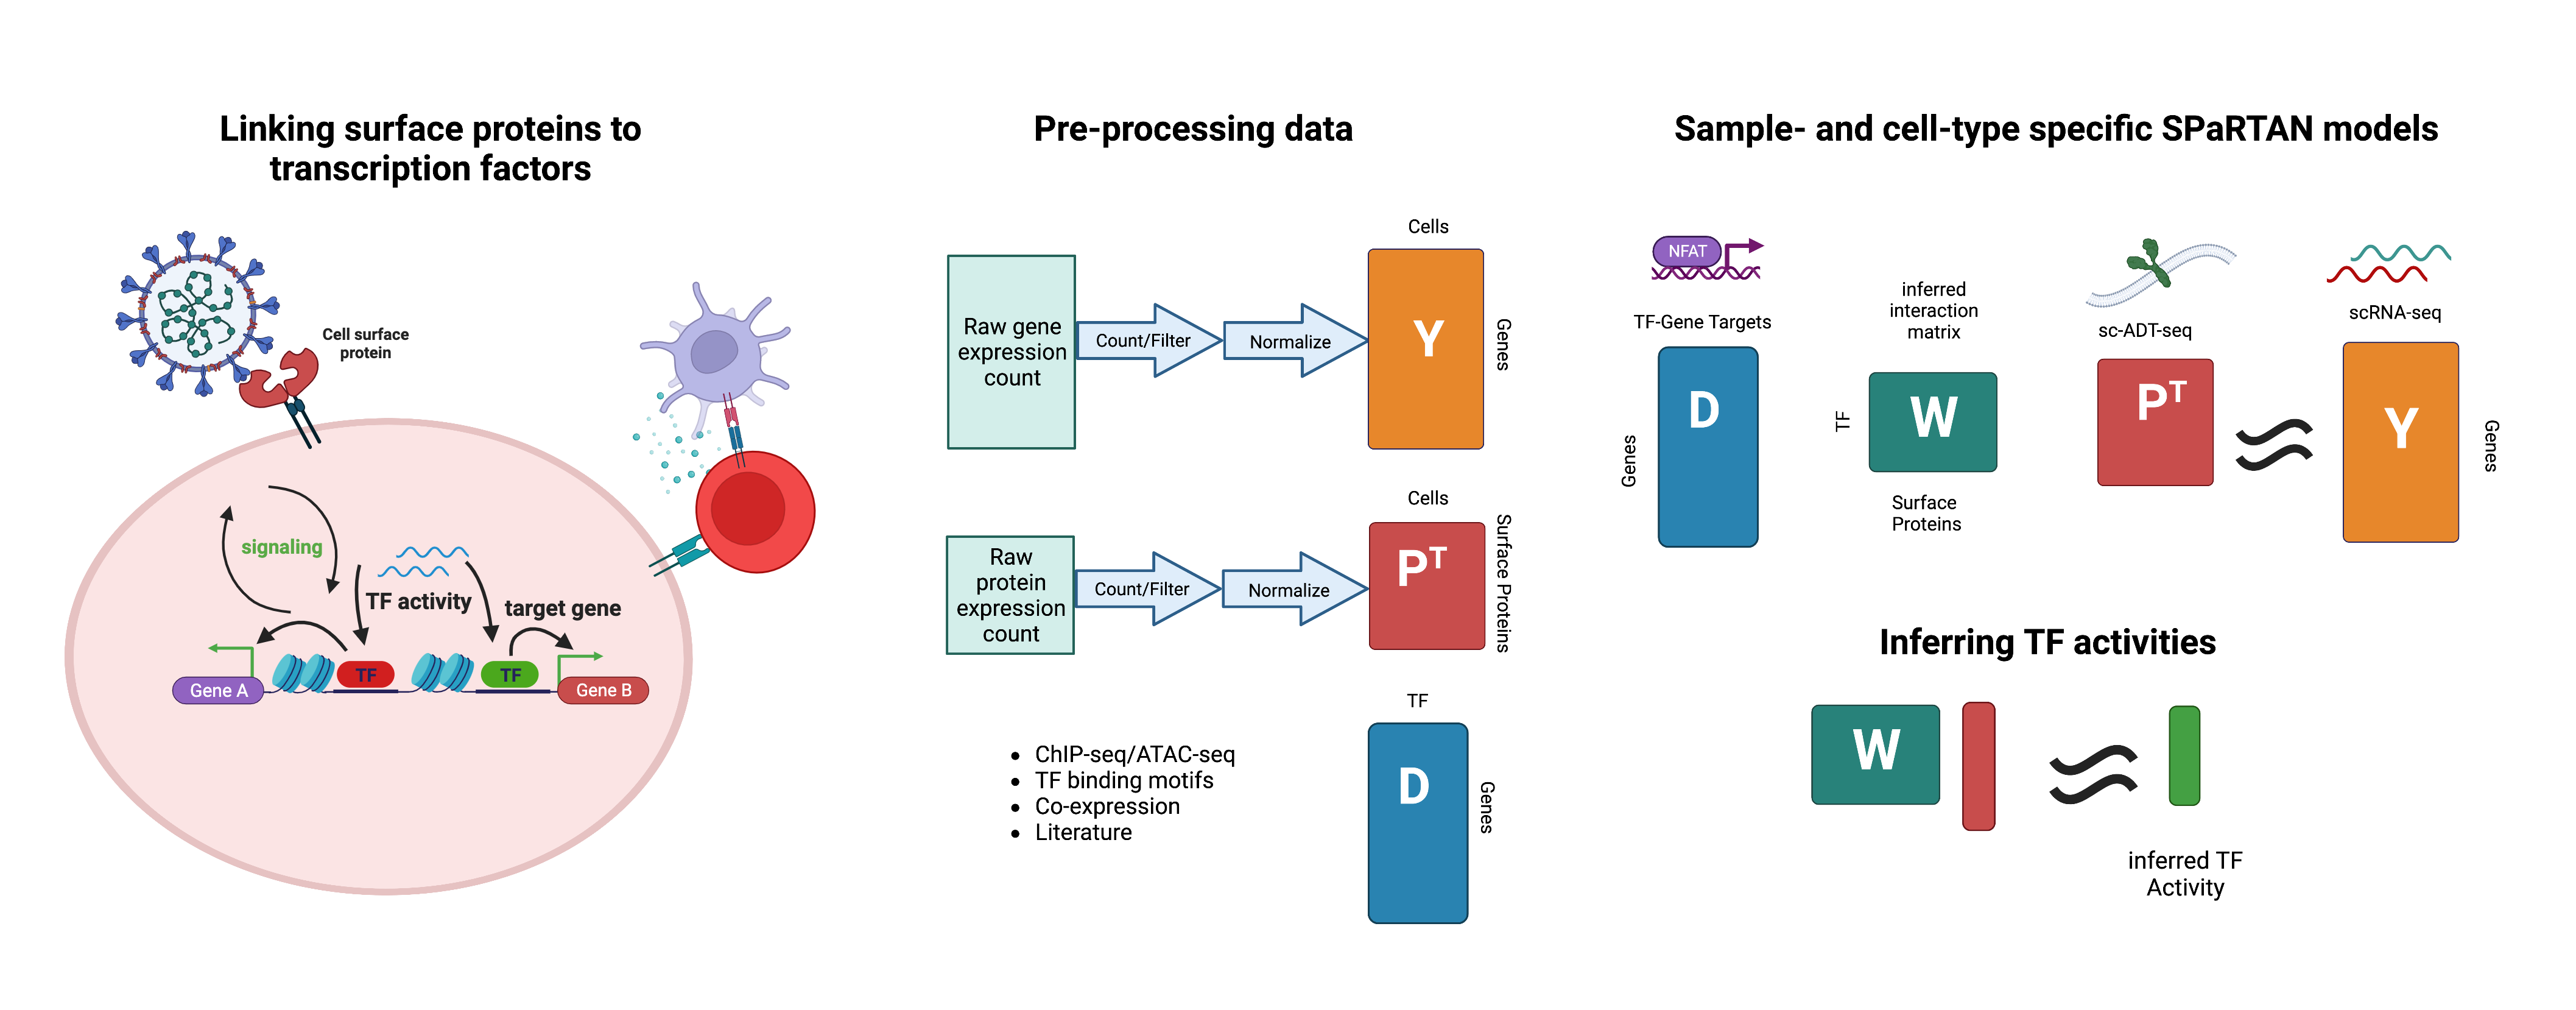 Linking surface proteins to
transcription factors
Cell surface
protein
signaling
TF activity
target gene
Gene A
TF
TF
Gene B
Pre-processing data
Raw gene
expression
count
Count/Filter
Normalize
Cells
Y
Genes
Raw
protein
expression
count
Count/Filter
Normalize
Cells
Pᵀ
Surface Proteins
• ChIP-seq/ATAC-seq
• TF binding motifs
• Co-expression
• Literature
TF
D
Genes
Sample- and cell-type specific SPaRTAN models
NFAT
TF-Gene Targets
Genes
D
inferred
interaction
matrix
TF
W
Surface
Proteins
sc-ADT-seq
Pᵀ
scRNA-seq
Y
Genes
Inferring TF activities
W
inferred TF
Activity